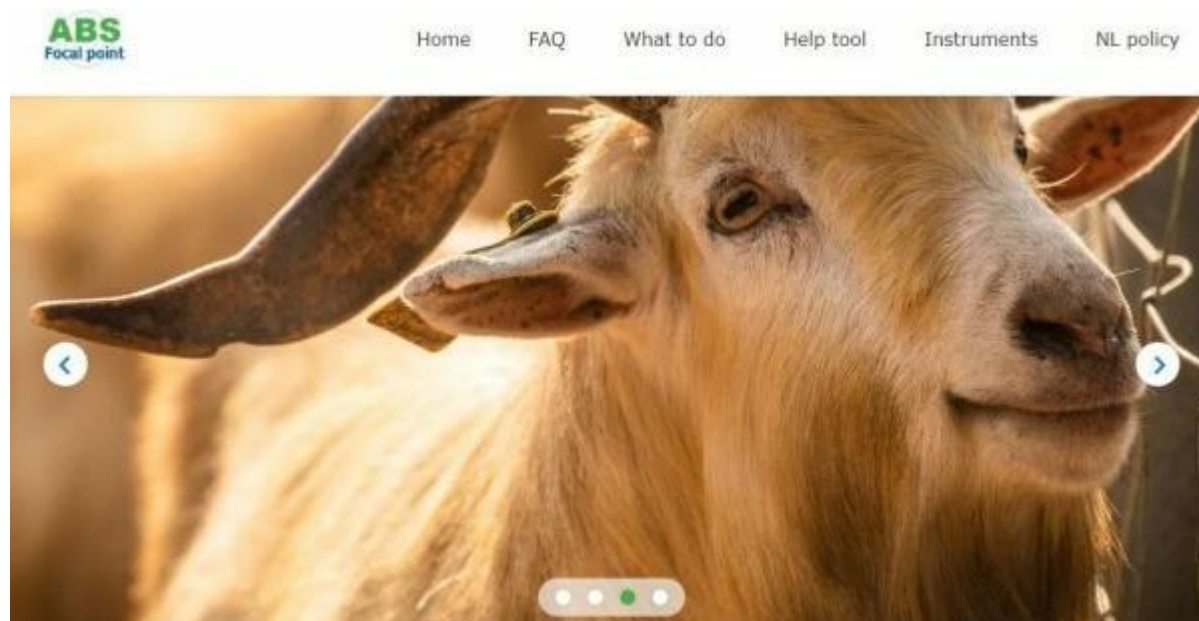 ABS
Focal point
Home FAQ What to do Help tool Instruments NL policy